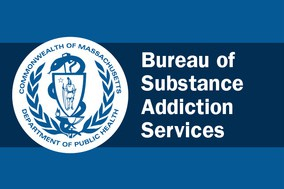 COMMONWEALTH OF MASSACHUSETTS
DEPARTMENT OF PUBLIC HEALTH
Bureau of
Substance
Addiction
Services